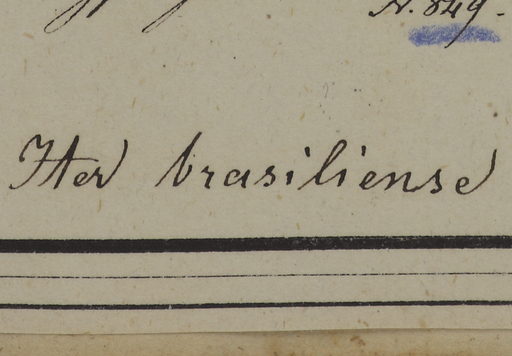 N. 849.
Iter brasiliense